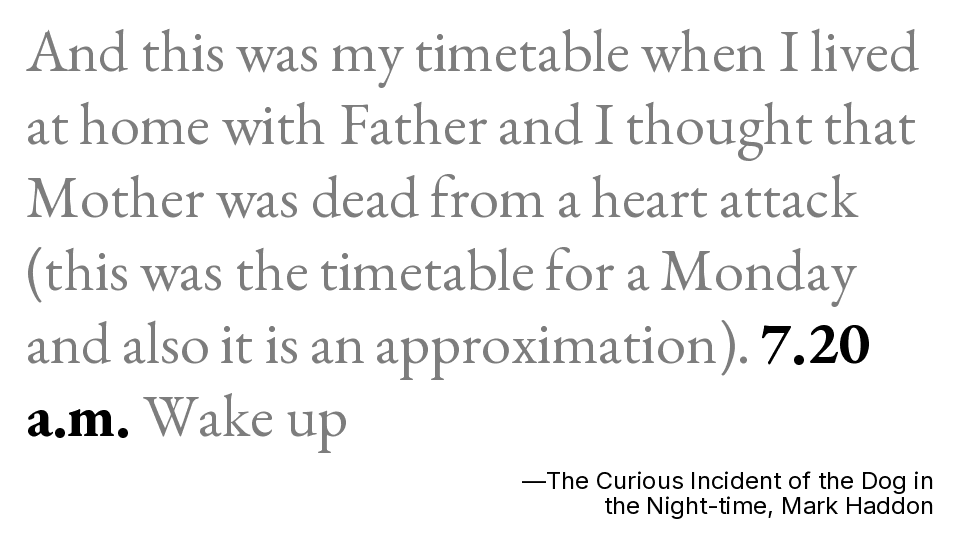 And this was my timetable when I lived
at home with Father and I thought that
Mother was dead from a heart attack
(this was the timetable for a Monday
and also it is an approximation). 7.20
a.m. Wake up
—The Curious Incident of the Dog in
the Night-time, Mark Haddon